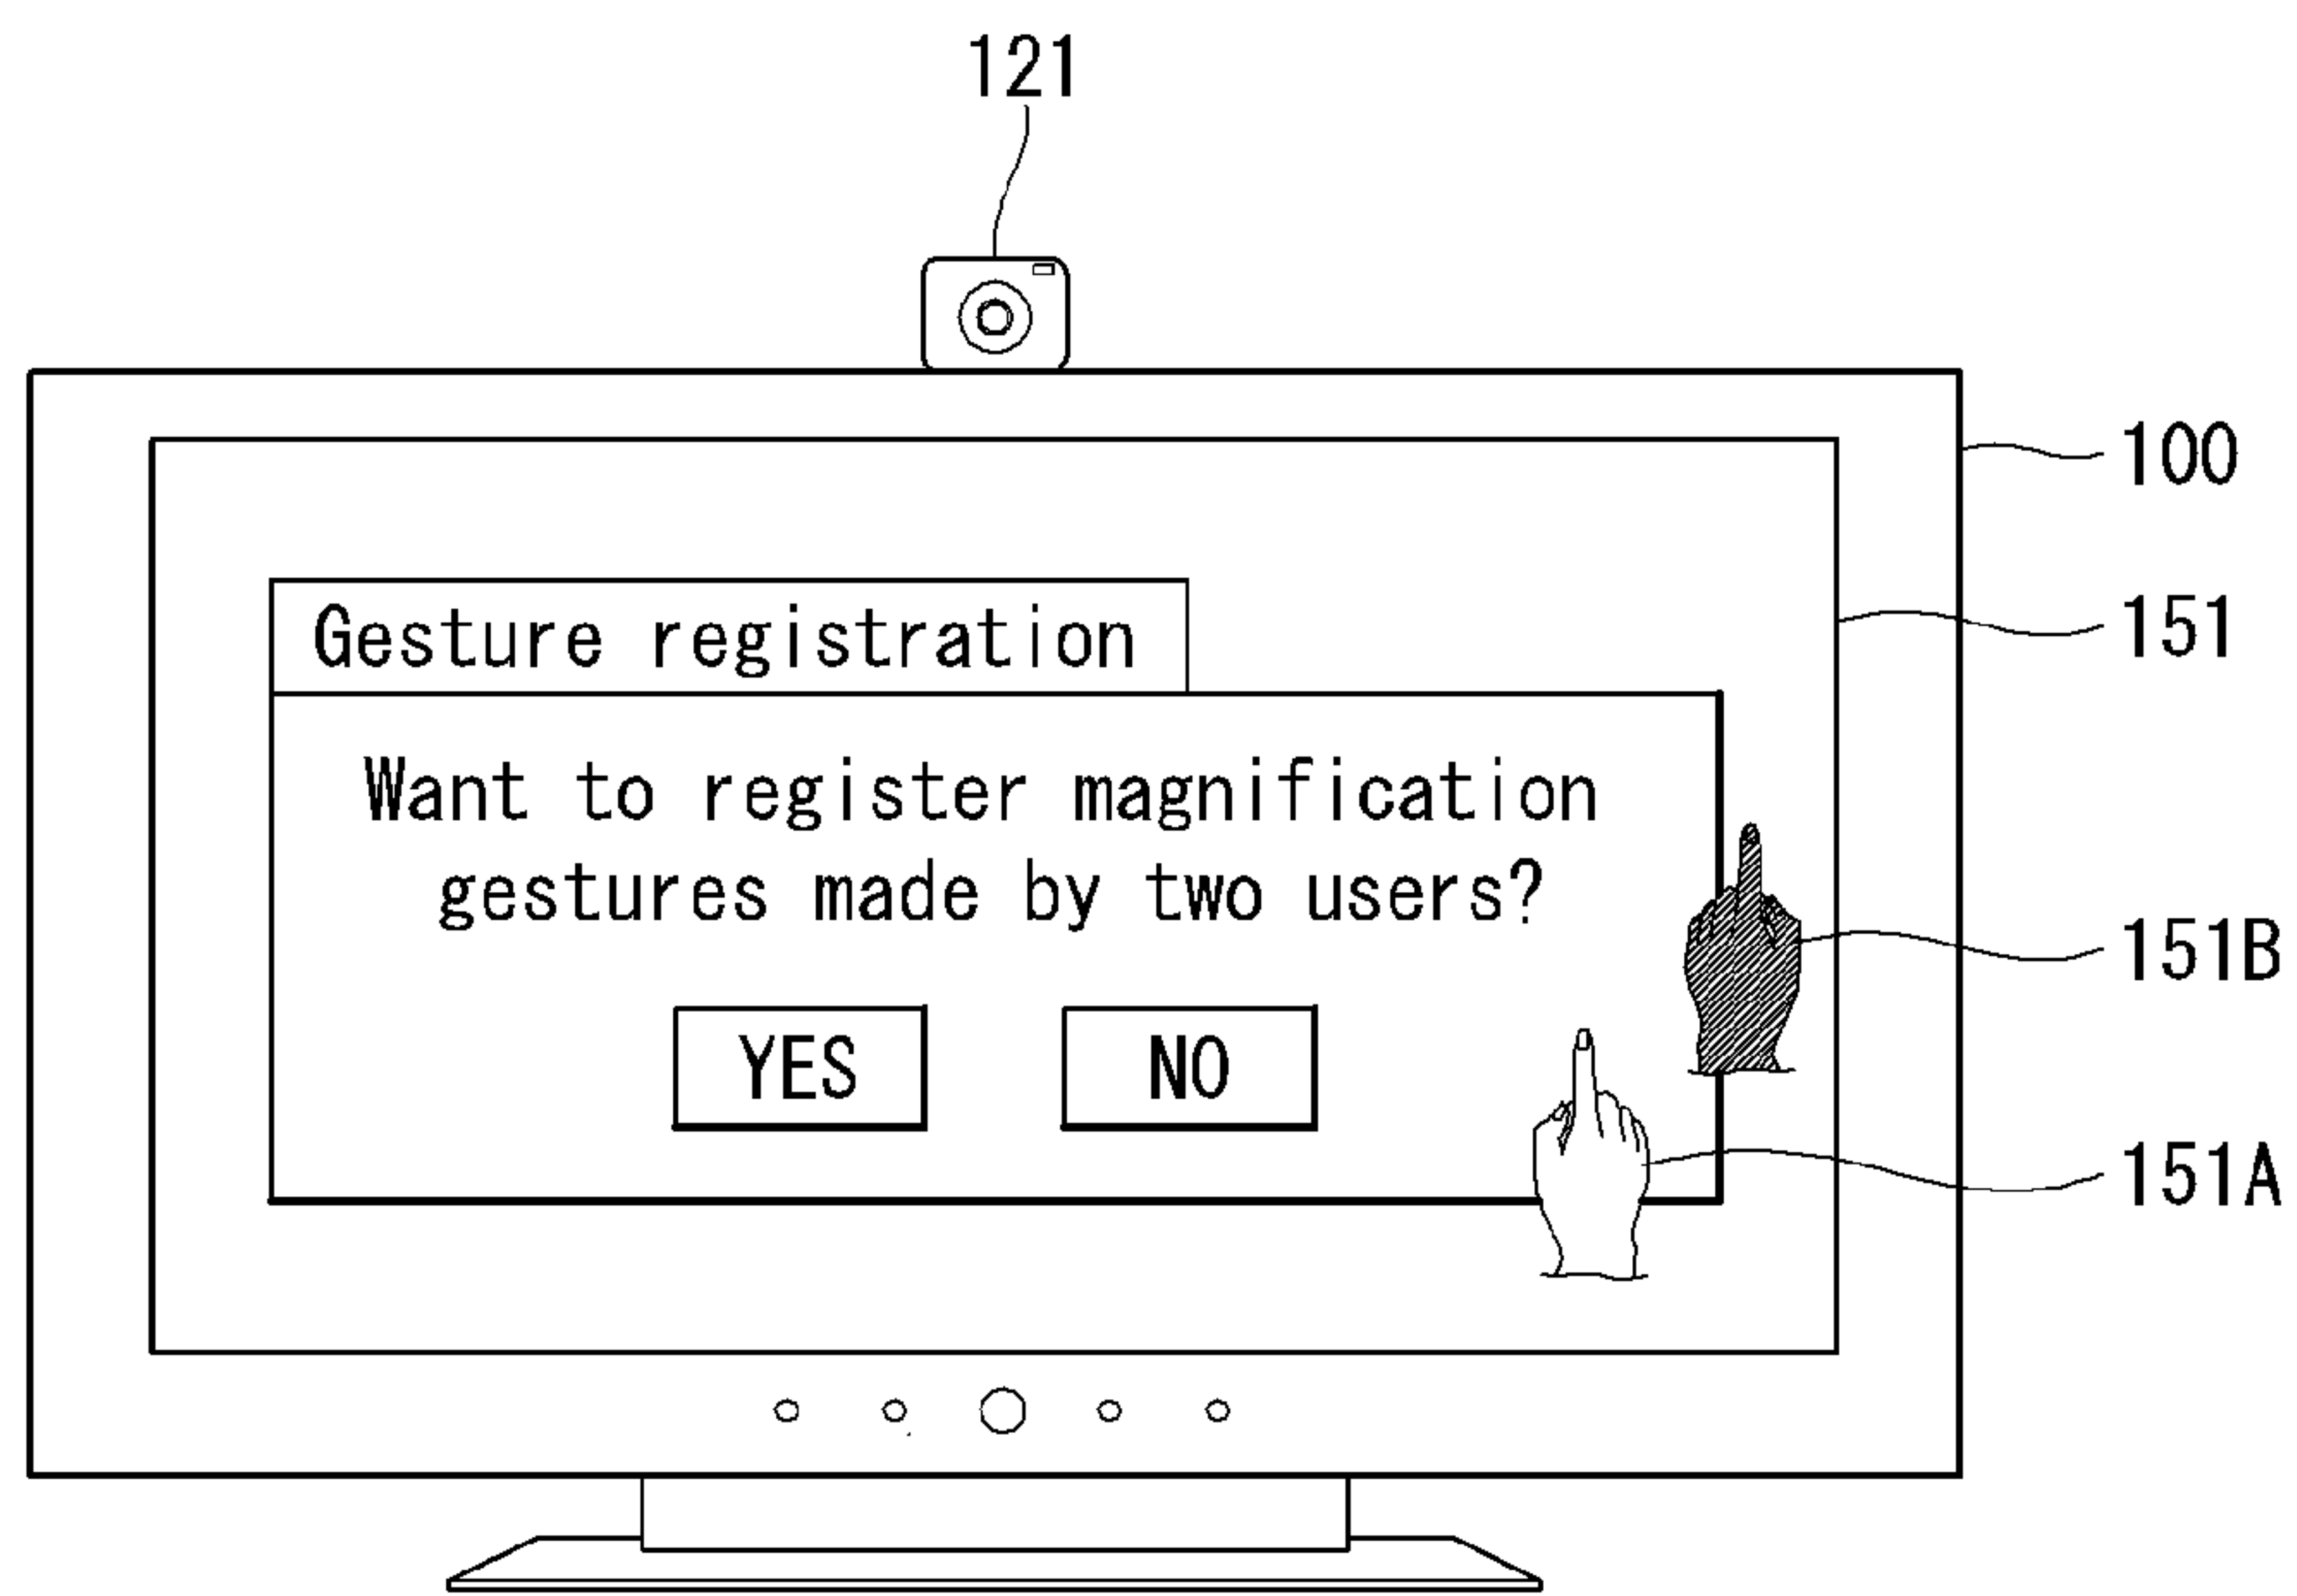 121
100
151
Gesture registration
Want to register magnification
gestures made by two users?
151B
YES NO
151A